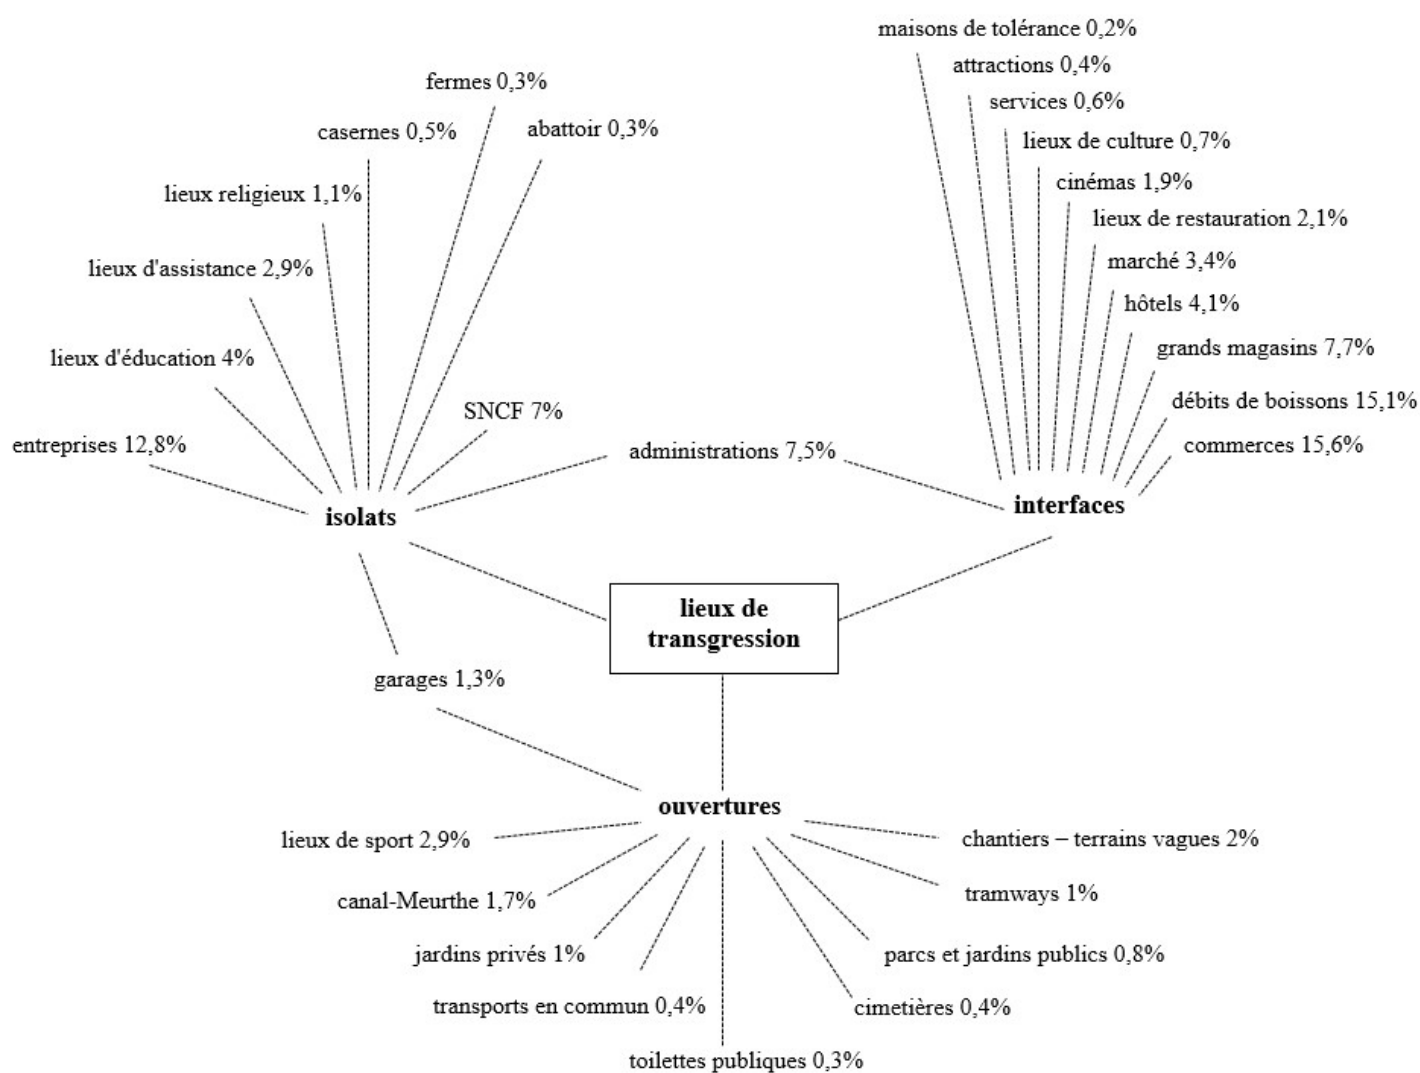 maisons de tolérance 0,2%
attractions 0,4%
services 0,6%
lieux de culture 0,7%
cinémas 1,9%
lieux de restauration 2,1%
marché 3,4%
hôtels 4,1%
grands magasins 7,7%
débits de boissons 15,1%
commerces 15,6%
fermes 0,3%
casernes 0,5%
abattoir 0,3%
lieux religieux 1,1%
lieux d'assistance 2,9%
lieux d'éducation 4%
SNCF 7%
entreprises 12,8%
administrations 7,5%
isolats
interfaces
lieux de
transgression
garages 1,3%
ouvertures
lieux de sport 2,9%
chantiers – terrains vagues 2%
canal-Meurthe 1,7%
tramways 1%
jardins privés 1%
parcs et jardins publics 0,8%
transports en commun 0,4%
cimetières 0,4%
toilettes publiques 0,3%